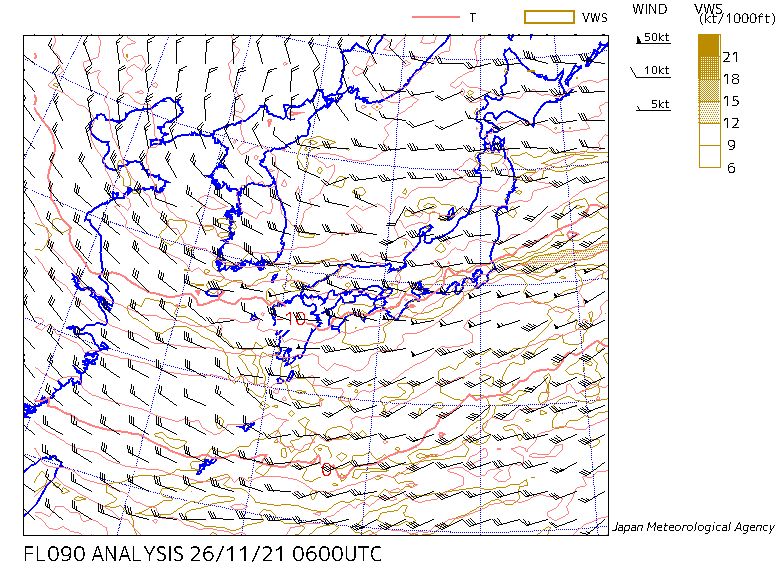 T VWS
WIND
50kt
10kt
5kt
VWS
(kt/1000ft)
21
18
15
12
9
6
-10
0
Japan Meteorological Agency
FL090 ANALYSIS 26/11/21 0600UTC